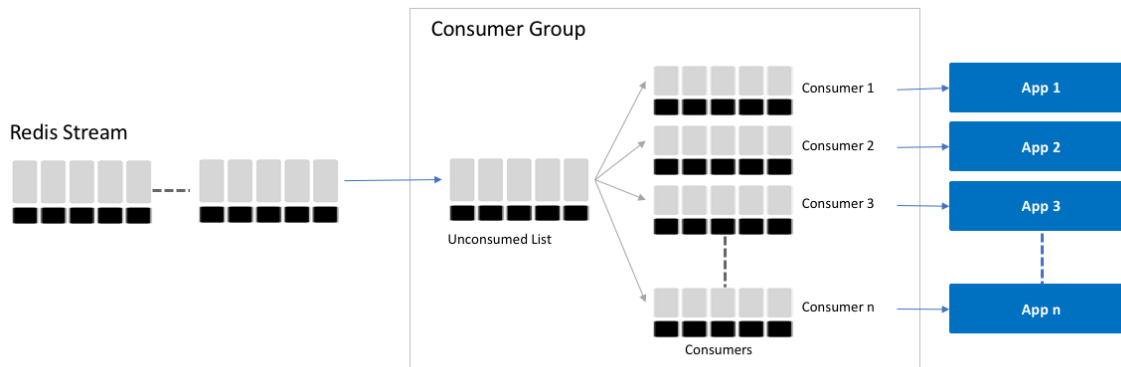 Consumer Group
Redis Stream
Unconsumed List
Consumer 1
App 1
Consumer 2
App 2
Consumer 3
App 3
Consumer n
App n
Consumers